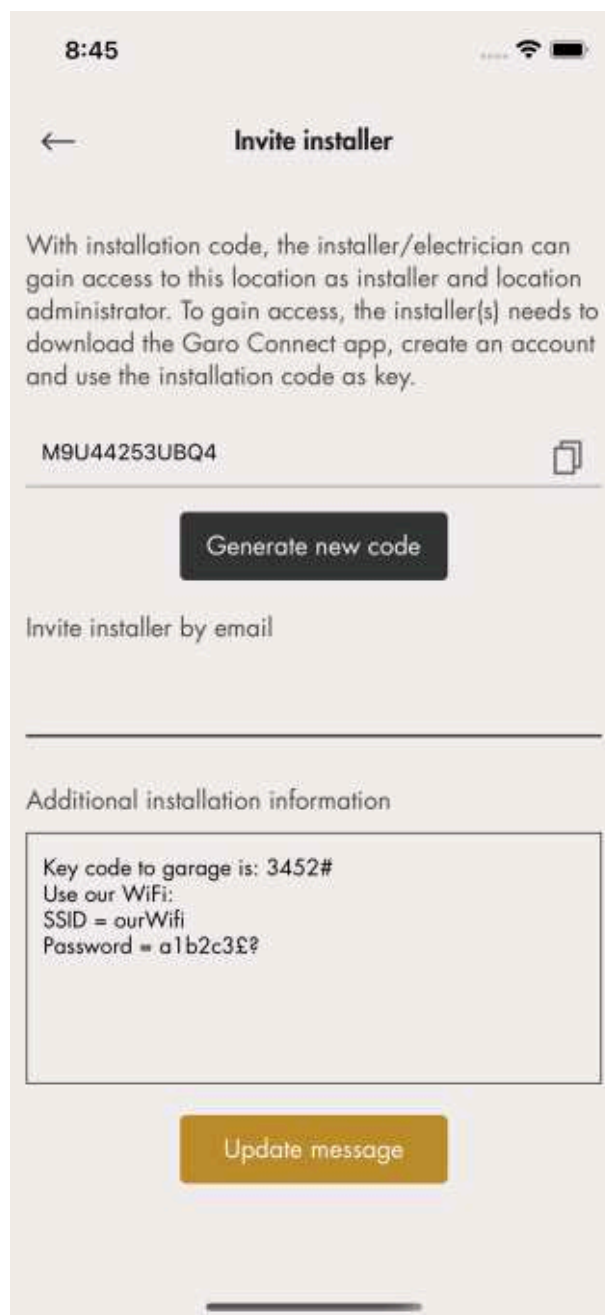 8:45
Invite installer
With installation code, the installer/electrician can
gain access to this location as installer and location
administrator. To gain access, the installer(s) needs to
download the Garo Connect app, create an account
and use the installation code as key.
M9U44253UBQ4
Generate new code
Invite installer by email
Additional installation information
Key code to garage is: 3452#
Use our WiFi:
SSID = ourWifi
Password = a1b2c3£?
Update message